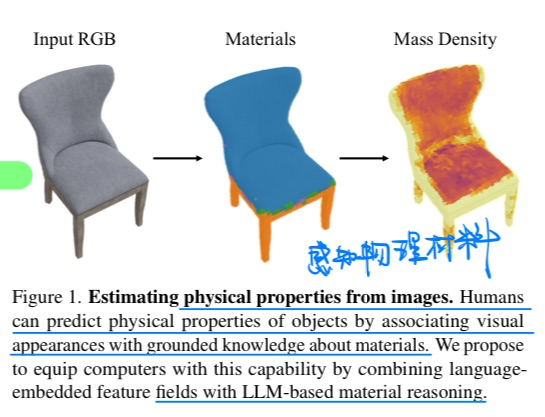 Input RGB
Materials
Mass Density
感知物理材料
Figure 1. Estimating physical properties from images. Humans
can predict physical properties of objects by associating visual
appearances with grounded knowledge about materials. We propose
to equip computers with this capability by combining language-
embedded feature fields with LLM-based material reasoning.